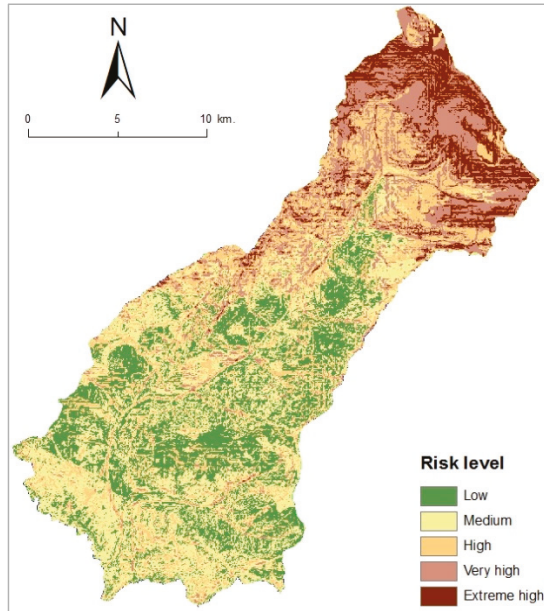 N
0 5 10 km.
Risk level
Low
Medium
High
Very high
Extreme high